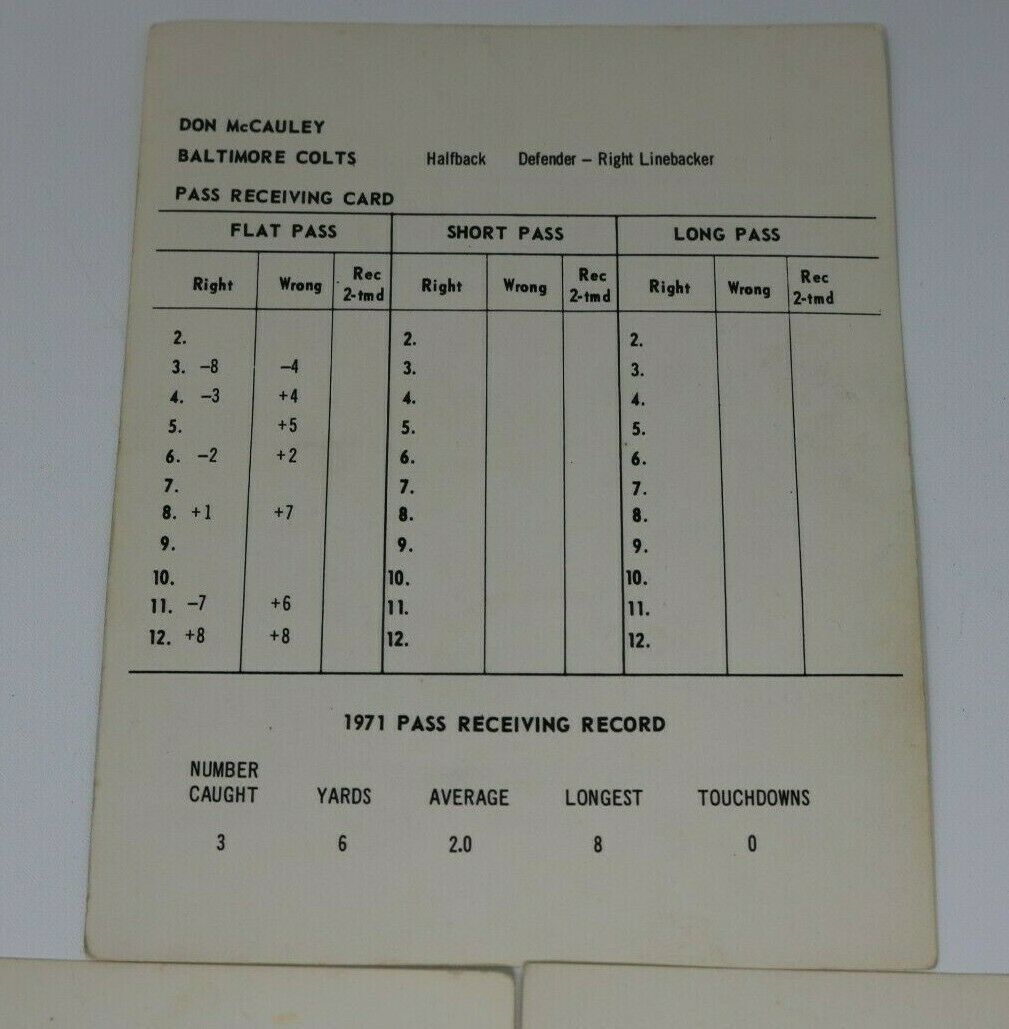 DON McCAULEY
BALTIMORE COLTS Halfback Defender – Right Linebacker
PASS RECEIVING CARD
FLAT PASS SHORT PASS LONG PASS
Right Wrong Rec 2-tmd Right Wrong Rec 2-tmd Right Wrong Rec 2-tmd
2. 2. 2.
3. –8 –4 3. 3.
4. –3 +4 4. 4.
5. +5 5. 5.
6. –2 +2 6. 6.
7. 7. 7.
8. +1 +7 8. 8.
9. 9. 9.
10. 10. 10.
11. –7 +6 11. 11.
12. +8 +8 12. 12.
1971 PASS RECEIVING RECORD
NUMBER CAUGHT YARDS AVERAGE LONGEST TOUCHDOWNS
3 6 2.0 8 0